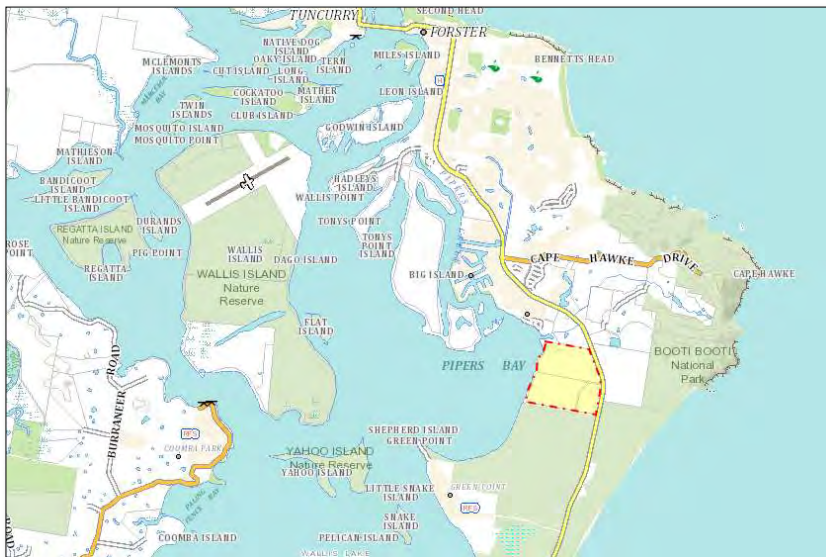 SECOND HEAD
TUNCURRY
FORSTER
NATIVE DOG
ISLAND
OAKY ISLAND
TERN
ISLAND
MILES ISLAND
BENNETTS HEAD
MCLEMONTS
ISLANDS
CUT ISLAND
LONG
ISLAND
COCKATOO
ISLAND
MATHER
ISLAND
LEON ISLAND
TWIN
ISLANDS
CLUB ISLAND
GODWIN ISLAND
MOSQUITO ISLAND
MOSQUITO POINT
MATHIESON
ISLAND
BANDICOOT
ISLAND
LITTLE BANDICOOT
ISLAND
HADLEYS
ISLAND
WALLIS POINT
PIPERS
REGATTA ISLAND
Nature Reserve
DURANDS
ISLAND
TONYS POINT
TONYS
POINT
ISLAND
ROSE
POINT
PIG POINT
REGATTA
ISLAND
WALLIS
ISLAND
DAGO ISLAND
WALLIS ISLAND
Nature
Reserve
BIG ISLAND
CAPE HAWKE DRIVE
CAPE HAWKE
FLAT
ISLAND
PIPERS BAY
BOOTI BOOTI
National
Park
BURRANEER ROAD
RFS
COOMBA PARK
SHEPHERD ISLAND
GREEN POINT
YAHOO ISLAND
Nature Reserve
YAHOO ISLAND
LITTLE SNAKE
ISLAND
GREEN POINT
RFS
SNAKE
ISLAND
ROAD
COOMBA ISLAND
PELICAN ISLAND
WALLIS LAKE